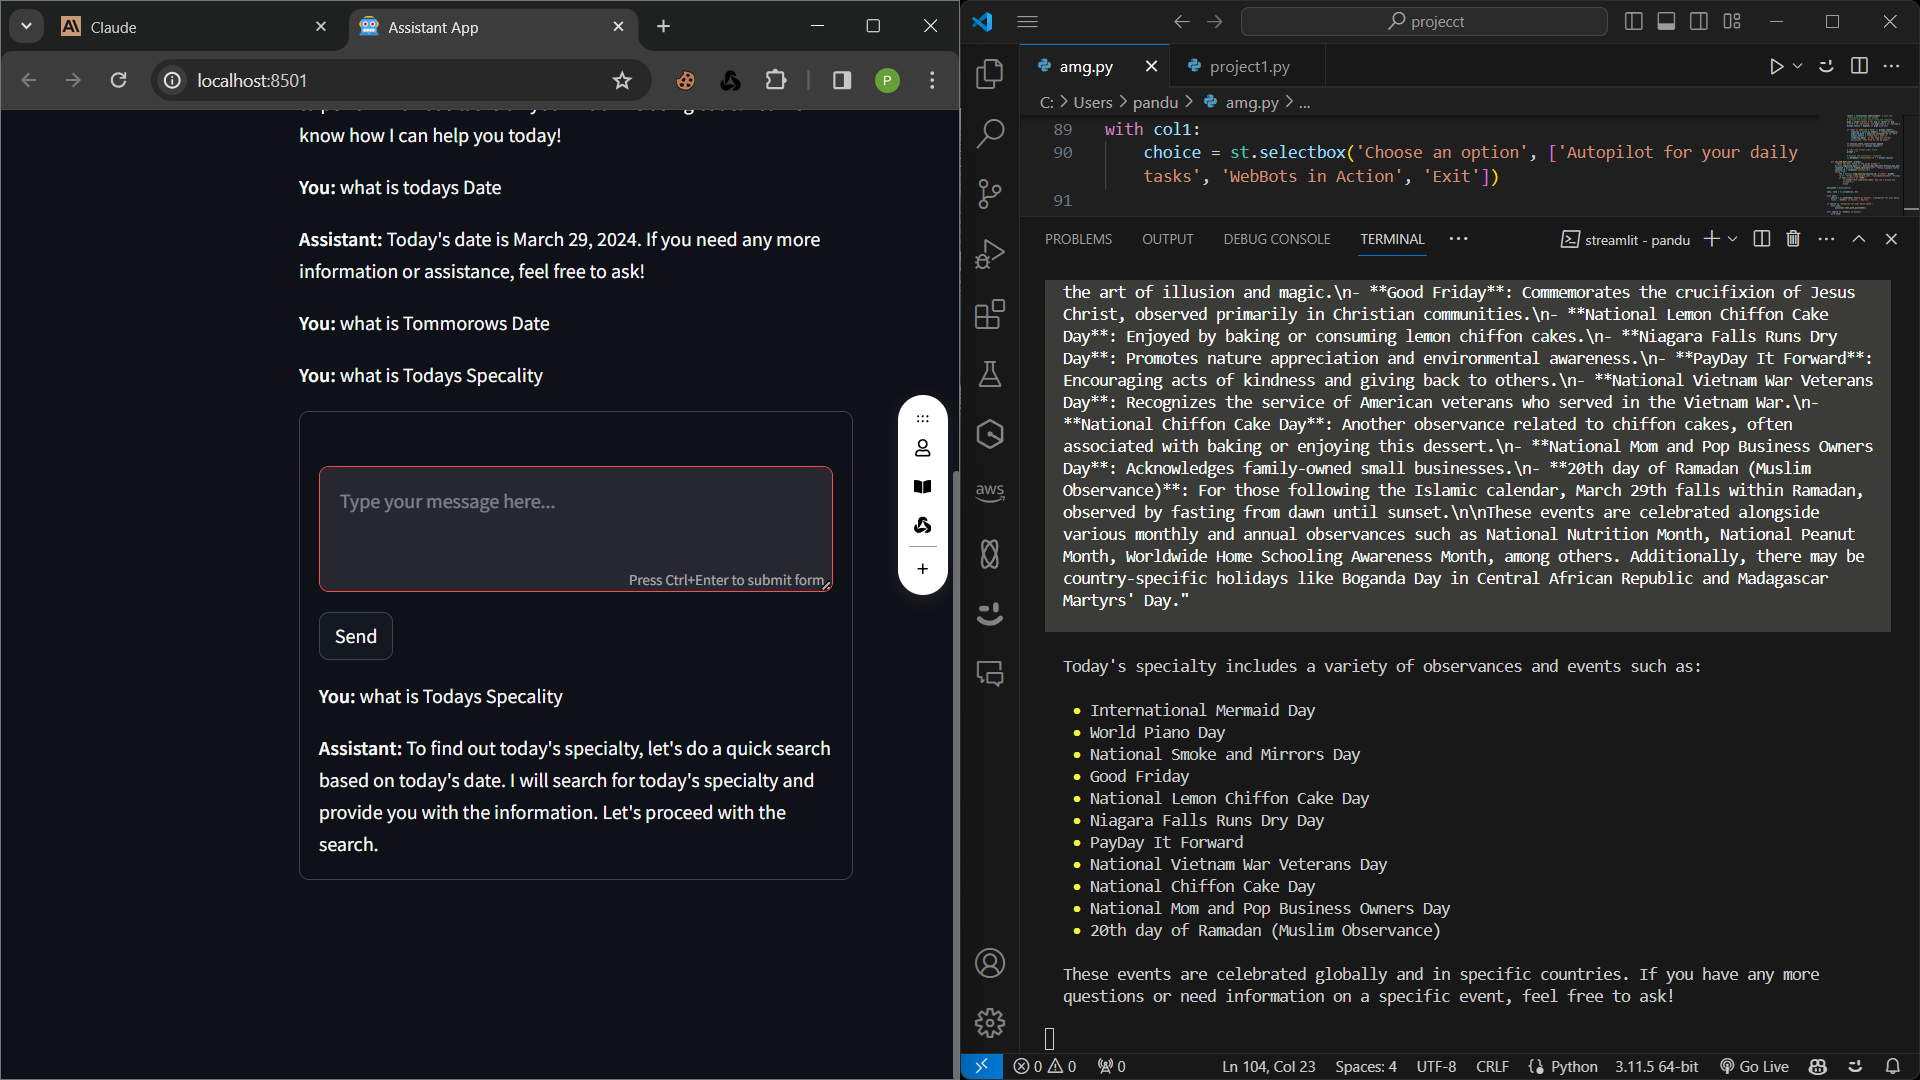 Claude
Assistant App
localhost:8501
P
know how I can help you today!
You: what is todays Date
Assistant: Today's date is March 29, 2024. If you need any more
information or assistance, feel free to ask!
You: what is Tommorows Date
You: what is Todays Specality
Type your message here...
Press Ctrl+Enter to submit form
Send
You: what is Todays Specality
Assistant: To find out today's specialty, let's do a quick search
based on today's date. I will search for today's specialty and
provide you with the information. Let's proceed with the
search.
projecct
amg.py
project1.py
C: > Users > pandu > amg.py > ...
89 with col1:
90 choice = st.selectbox('Choose an option', ['Autopilot for your daily
tasks', 'WebBots in Action', 'Exit'])
91
PROBLEMS OUTPUT DEBUG CONSOLE TERMINAL ... streamlit - pandu
the art of illusion and magic.\n- **Good Friday**: Commemorates the crucifixion of Jesus
Christ, observed primarily in Christian communities.\n- **National Lemon Chiffon Cake
Day**: Enjoyed by baking or consuming lemon chiffon cakes.\n- **Niagara Falls Runs Dry
Day**: Promotes nature appreciation and environmental awareness.\n- **PayDay It Forward**:
Encouraging acts of kindness and giving back to others.\n- **National Vietnam War Veterans
Day**: Recognizes the service of American veterans who served in the Vietnam War.\n-
**National Chiffon Cake Day**: Another observance related to chiffon cakes, often
associated with baking or enjoying this dessert.\n- **National Mom and Pop Business Owners
Day**: Acknowledges family-owned small businesses.\n- **20th day of Ramadan (Muslim
Observance)**: For those following the Islamic calendar, March 29th falls within Ramadan,
observed by fasting from dawn until sunset.\n\nThese events are celebrated alongside
various monthly and annual observances such as National Nutrition Month, National Peanut
Month, Worldwide Home Schooling Awareness Month, among others. Additionally, there may be
country-specific holidays like Boganda Day in Central African Republic and Madagascar
Martyrs' Day."
Today's specialty includes a variety of observances and events such as:
• International Mermaid Day
• World Piano Day
• National Smoke and Mirrors Day
• Good Friday
• National Lemon Chiffon Cake Day
• Niagara Falls Runs Dry Day
• PayDay It Forward
• National Vietnam War Veterans Day
• National Chiffon Cake Day
• National Mom and Pop Business Owners Day
• 20th day of Ramadan (Muslim Observance)
These events are celebrated globally and in specific countries. If you have any more
questions or need information on a specific event, feel free to ask!
aws
0 0 0 Ln 104, Col 23 Spaces: 4 UTF-8 CRLF Python 3.11.5 64-bit Go Live